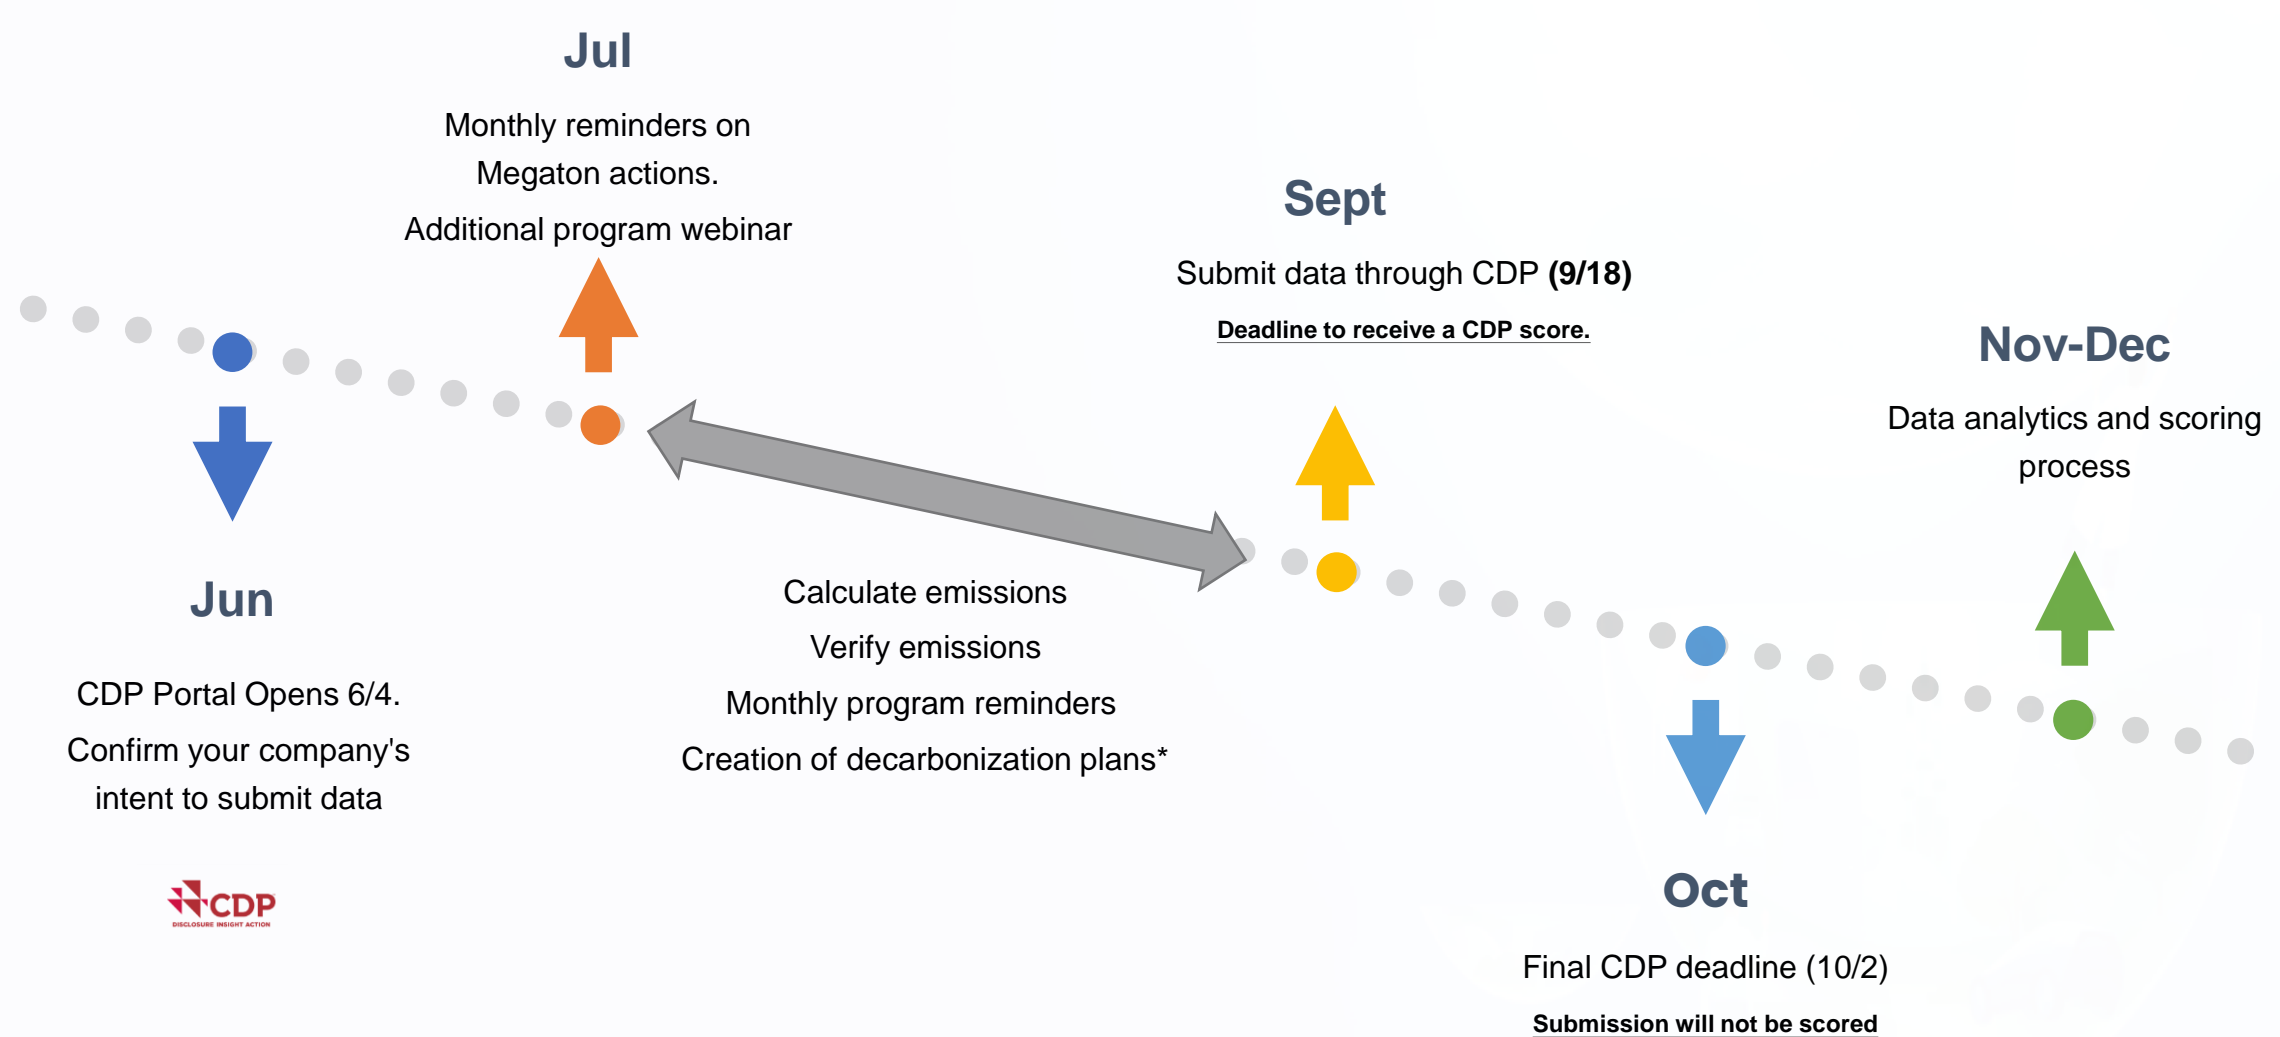 Jul
Monthly reminders on
Megaton actions.
Additional program webinar
Sept
Submit data through CDP (9/18)
Deadline to receive a CDP score.
Nov-Dec
Data analytics and scoring
process
Jun
CDP Portal Opens 6/4.
Confirm your company's
intent to submit data
CDP
DISCLOSURE INSIGHT ACTION
Calculate emissions
Verify emissions
Monthly program reminders
Creation of decarbonization plans*
Oct
Final CDP deadline (10/2)
Submission will not be scored